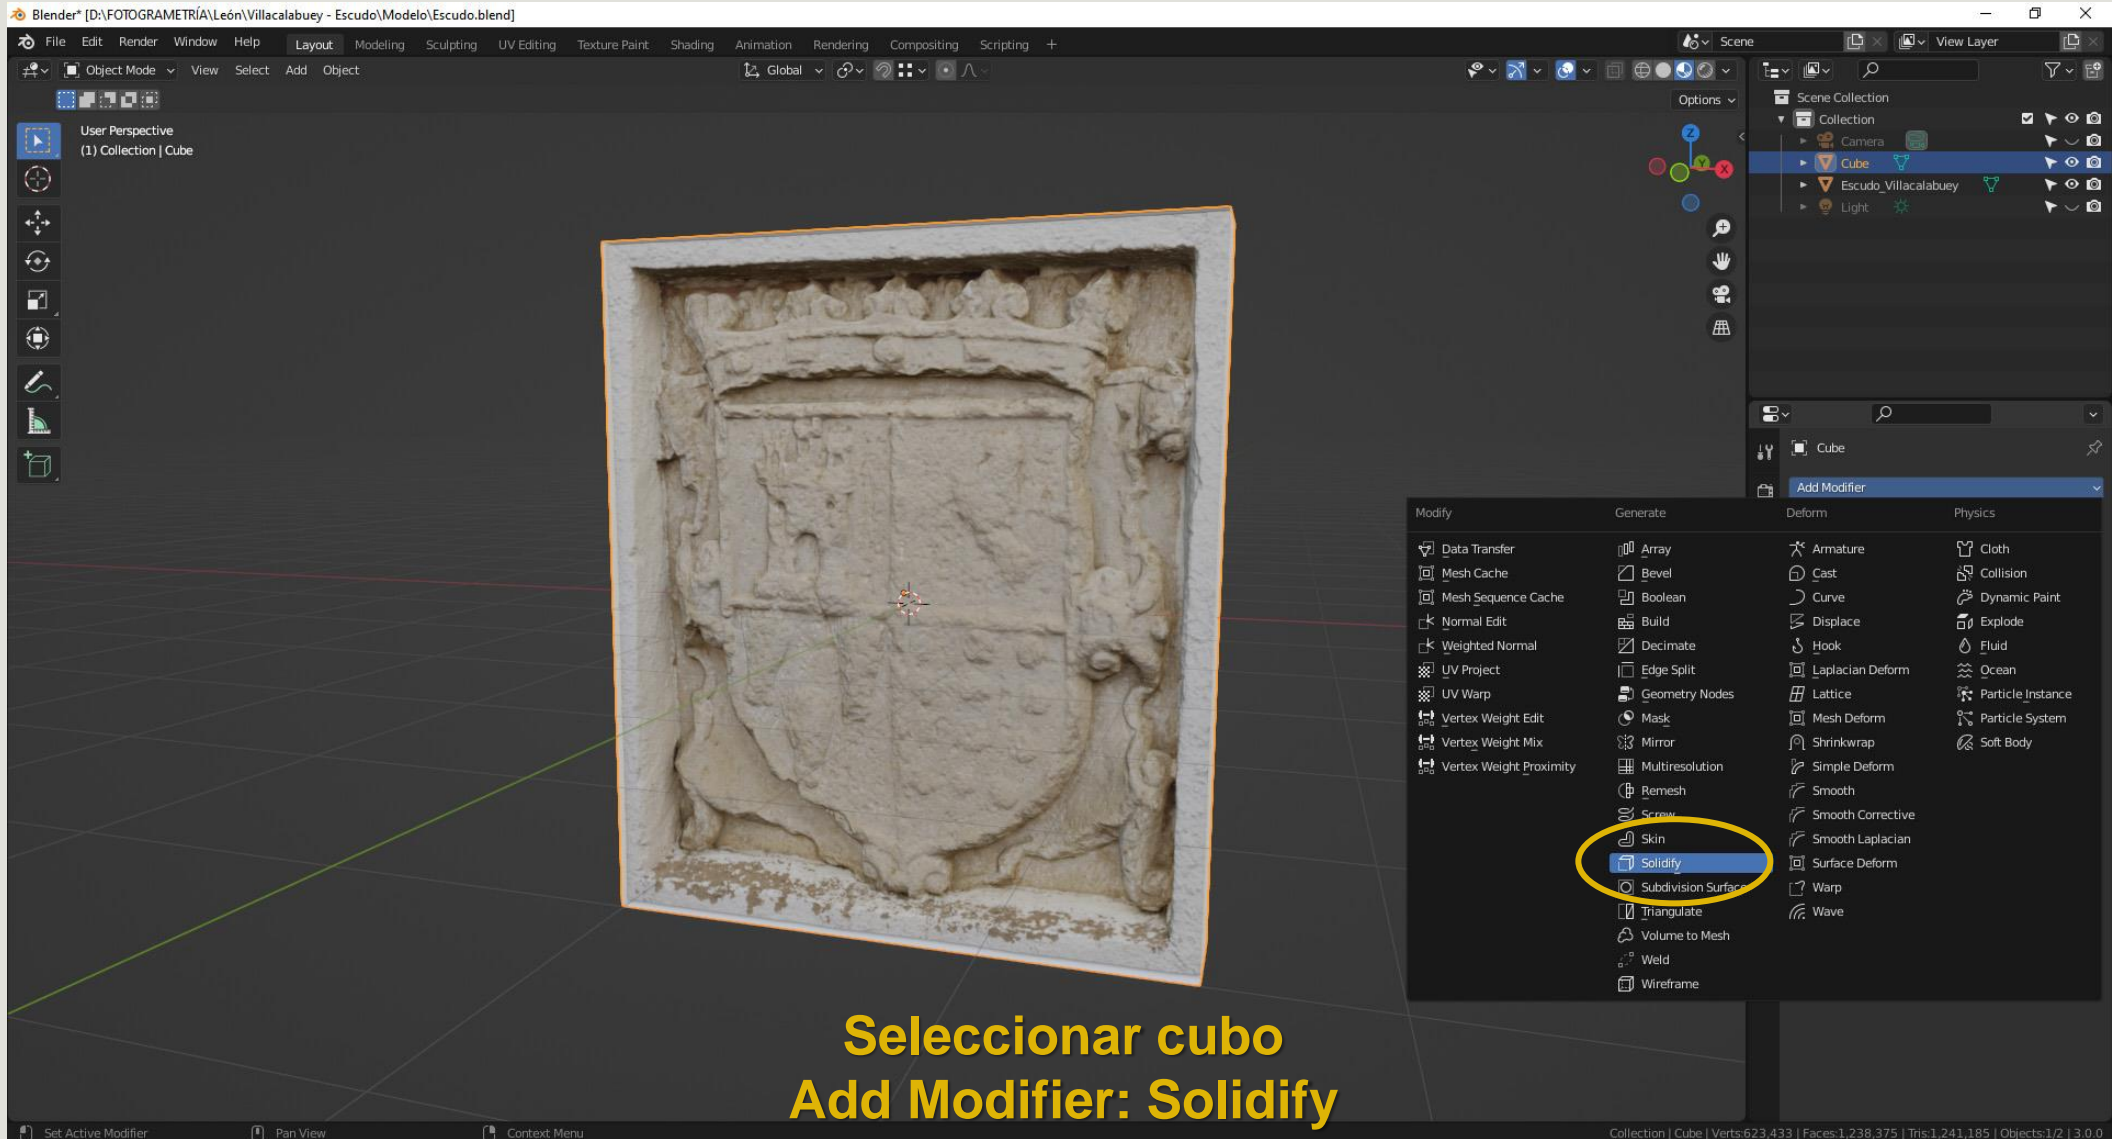 Blender* [D:\FOTOGRAMETRÍA\León\Villacalabuey - Escudo\Modelo\Escudo.blend]
File Edit Render Window Help Layout Modeling Sculpting UV Editing Texture Paint Shading Animation Rendering Compositing Scripting + Scene View Layer
Object Mode View Select Add Object Global
Options
User Perspective
(1) Collection | Cube
Z
Y
X
Scene Collection
Collection
Camera
Cube
Escudo_Villacalabuey
Light
Cube
Add Modifier
Modify Generate Deform Physics
Data Transfer Array Armature Cloth
Mesh Cache Bevel Cast Collision
Mesh Sequence Cache Boolean Curve Dynamic Paint
Normal Edit Build Displace Explode
Weighted Normal Decimate Hook Fluid
UV Project Edge Split Laplacian Deform Ocean
UV Warp Geometry Nodes Lattice Particle Instance
Vertex Weight Edit Mask Mesh Deform Particle System
Vertex Weight Mix Mirror Shrinkwrap Soft Body
Vertex Weight Proximity Multiresolution Simple Deform
Remesh Smooth
Screw Smooth Corrective
Skin Smooth Laplacian
Solidify Surface Deform
Subdivision Surface Warp
Triangulate Wave
Volume to Mesh
Weld
Wireframe
Seleccionar cubo
Add Modifier: Solidify
Set Active Modifier Pan View Context Menu Collection | Cube | Verts:623,433 | Faces:1,238,375 | Tris:1,241,185 | Objects:1/2 | 3.0.0